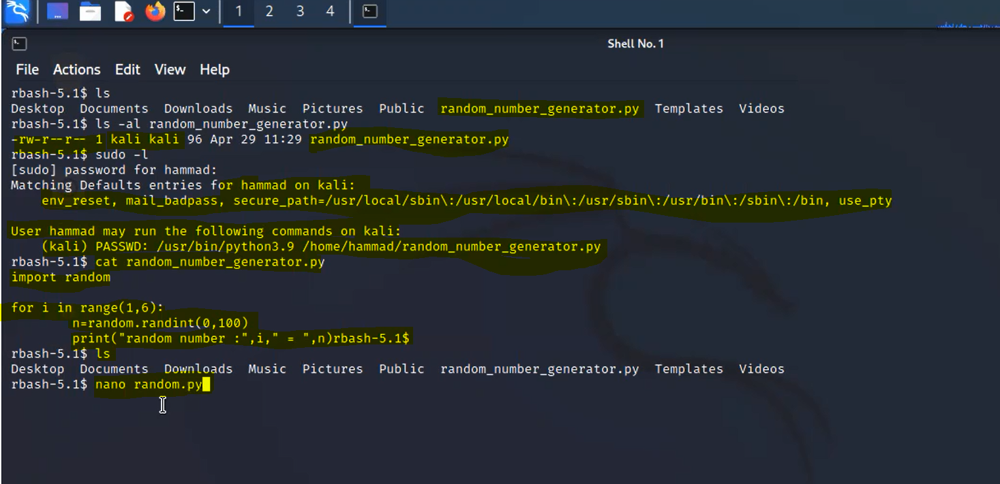 1 2 3 4
Shell No. 1
File Actions Edit View Help
rbash-5.1$ ls
Desktop Documents Downloads Music Pictures Public random_number_generator.py Templates Videos
rbash-5.1$ ls -al random_number_generator.py
-rw-r--r-- 1 kali kali 96 Apr 29 11:29 random_number_generator.py
rbash-5.1$ sudo -l
[sudo] password for hammad:
Matching Defaults entries for hammad on kali:
    env_reset, mail_badpass, secure_path=/usr/local/sbin\:/usr/local/bin\:/usr/sbin\:/usr/bin\:/sbin\:/bin, use_pty
User hammad may run the following commands on kali:
    (kali) PASSWD: /usr/bin/python3.9 /home/hammad/random_number_generator.py
rbash-5.1$ cat random_number_generator.py
import random
for i in range(1,6):
        n=random.randint(0,100)
        print("random number :",i," = ",n)rbash-5.1$
rbash-5.1$ ls
Desktop Documents Downloads Music Pictures Public random_number_generator.py Templates Videos
rbash-5.1$ nano random.py